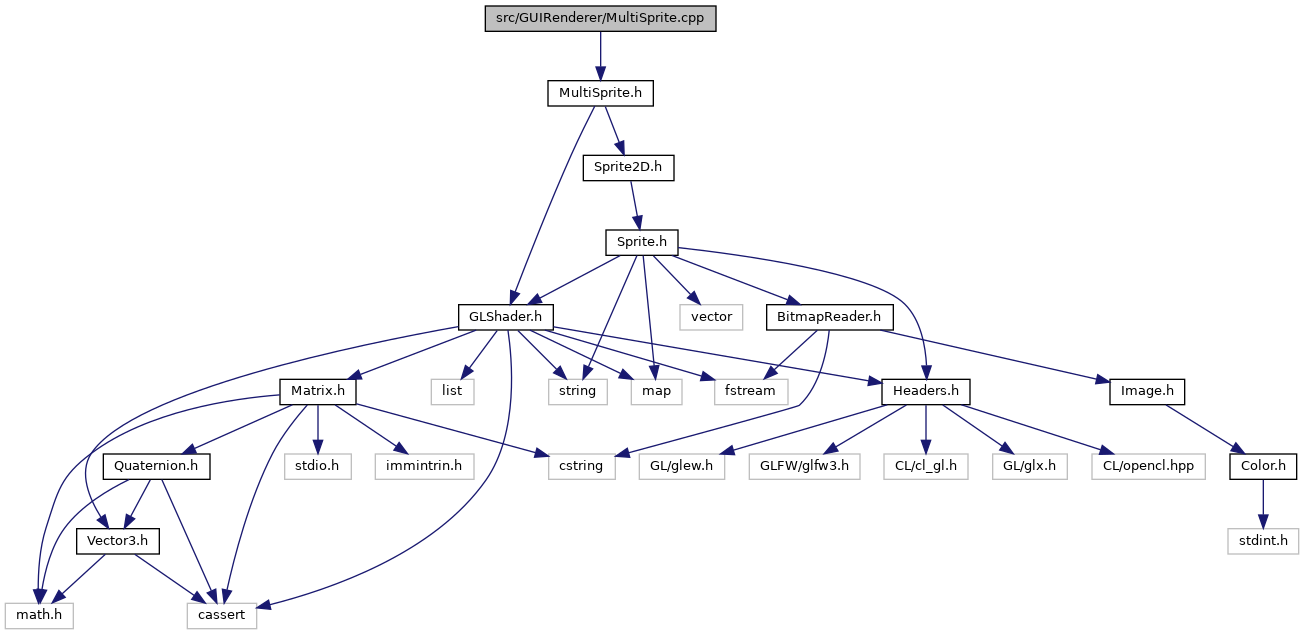 src/GUIRenderer/MultiSprite.cpp
MultiSprite.h
Sprite2D.h
Sprite.h
GLShader.h
vector
BitmapReader.h
Matrix.h
list
string
map
fstream
Headers.h
Image.h
Quaternion.h
stdio.h
immintrin.h
cstring
GL/glew.h
GLFW/glfw3.h
CL/cl_gl.h
GL/glx.h
CL/opencl.hpp
Color.h
Vector3.h
stdint.h
math.h
cassert